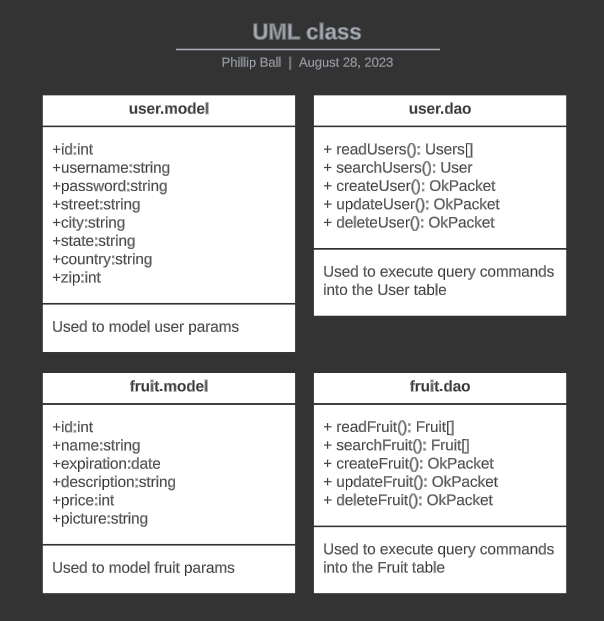 UML class
Phillip Ball | August 28, 2023
user.model
+id:int
+username:string
+password:string
+street:string
+city:string
+state:string
+country:string
+zip:int
Used to model user params
user.dao
+ readUsers(): Users[]
+ searchUsers(): User
+ createUser(): OkPacket
+ updateUser(): OkPacket
+ deleteUser(): OkPacket
Used to execute query commands
into the User table
fruit.model
+id:int
+name:string
+expiration:date
+description:string
+price:int
+picture:string
Used to model fruit params
fruit.dao
+ readFruit(): Fruit[]
+ searchFruit(): Fruit[]
+ createFruit(): OkPacket
+ updateFruit(): OkPacket
+ deleteFruit(): OkPacket
Used to execute query commands
into the Fruit table